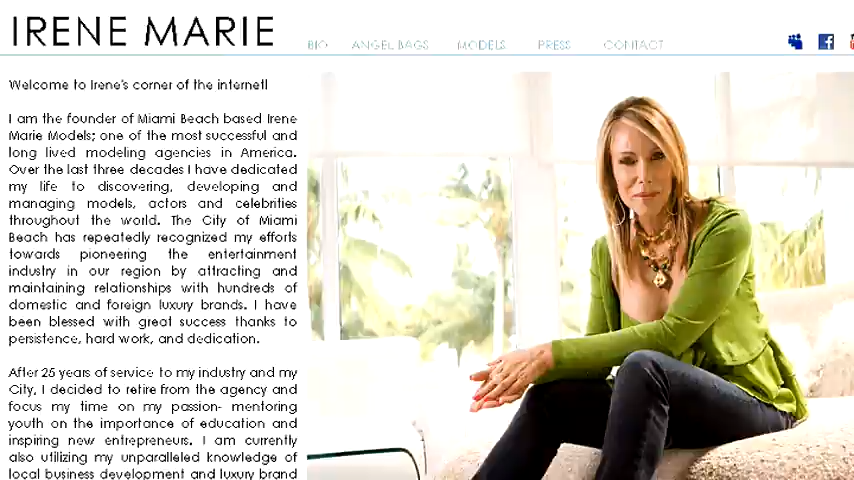 IRENE MARIE
BIO ANGEL BAGS MODELS PRESS CONTACT
Welcome to Irene's corner of the internet!
I am the founder of Miami Beach based Irene
Marie Models; one of the most successful and
long lived modeling agencies in America.
Over the last three decades I have dedicated
my life to discovering, developing and
managing models, actors and celebrities
throughout the world. The City of Miami
Beach has repeatedly recognized my efforts
towards pioneering the entertainment
industry in our region by attracting and
maintaining relationships with hundreds of
domestic and foreign luxury brands. I have
been blessed with great success thanks to
persistence, hard work, and dedication.
After 25 years of service to my industry and my
City, I decided to retire from the agency and
focus my time on my passion- mentoring
youth on the importance of education and
inspiring new entrepreneurs. I am currently
also utilizing my unparalleled knowledge of
local business development and luxury brand